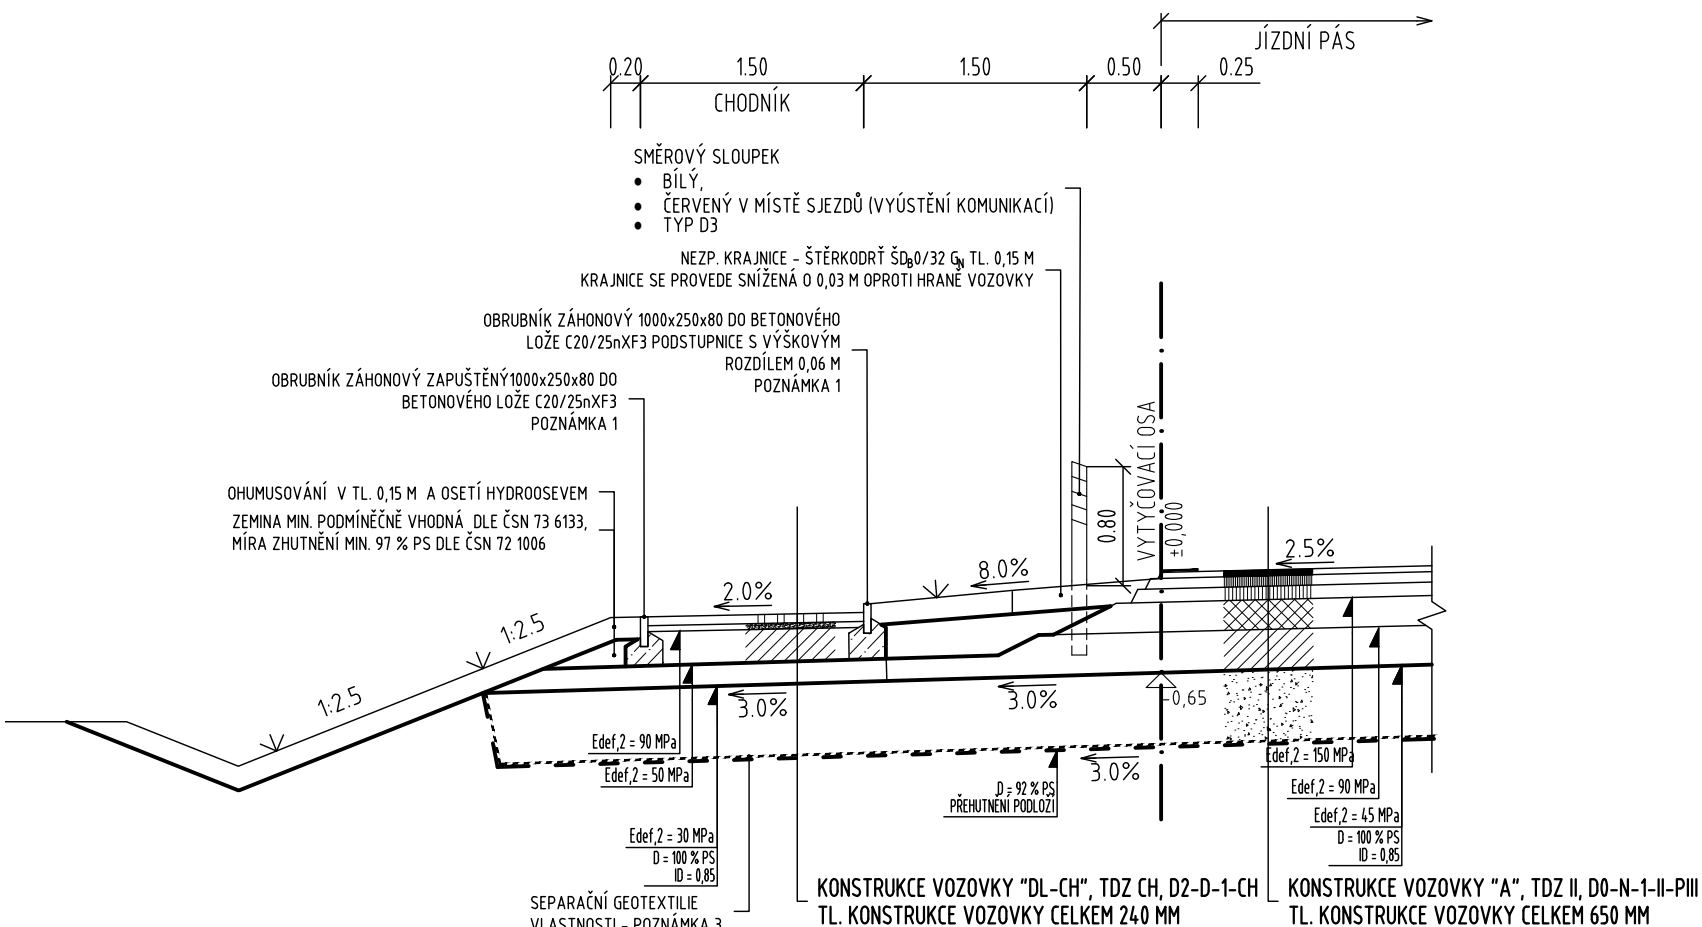 JÍZDNÍ PÁS
0.20 1.50 1.50 0.50 0.25
CHODNÍK
SMĚROVÝ SLOUPEK
• BÍLÝ,
• ČERVENÝ V MÍSTĚ SJEZDŮ (VYÚSTĚNÍ KOMUNIKACÍ)
• TYP D3
NEZP. KRAJNICE - ŠTĚRKODRŤ ŠDB0/32 GN TL. 0,15 M
KRAJNICE SE PROVEDE SNÍŽENÁ O 0,03 M OPROTI HRANĚ VOZOVKY
OBRUBNÍK ZÁHONOVÝ 1000x250x80 DO BETONOVÉHO
LOŽE C20/25nXF3 PODSTUPNICE S VÝŠKOVÝM
ROZDÍLEM 0,06 M
POZNÁMKA 1
OBRUBNÍK ZÁHONOVÝ ZAPUŠTĚNÝ1000x250x80 DO
BETONOVÉHO LOŽE C20/25nXF3
POZNÁMKA 1
OHUMUSOVÁNÍ V TL. 0,15 M A OSETÍ HYDROOSEVEM
ZEMINA MIN. PODMÍNĚČNĚ VHODNÁ DLE ČSN 73 6133,
MÍRA ZHUTNĚNÍ MIN. 97 % PS DLE ČSN 72 1006
VYTYČOVACÍ OSA
±0,000
0.80
2.5%
8.0%
2.0%
1:2.5
1:2.5
3.0%
3.0%
-0,65
3.0%
Edef,2 = 90 MPa
Edef,2 = 50 MPa
Edef,2 = 30 MPa
D = 100 % PS
ID = 0,85
D = 92 % PS
PŘEHUTNĚNÍ PODLOŽÍ
Edef,2 = 150 MPa
Edef,2 = 90 MPa
Edef,2 = 45 MPa
D = 100 % PS
ID = 0,85
SEPARAČNÍ GEOTEXTILIE
VLASTNOSTI - POZNÁMKA 3
KONSTRUKCE VOZOVKY "DL-CH", TDZ CH, D2-D-1-CH
TL. KONSTRUKCE VOZOVKY CELKEM 240 MM
KONSTRUKCE VOZOVKY "A", TDZ II, D0-N-1-II-PIII
TL. KONSTRUKCE VOZOVKY CELKEM 650 MM